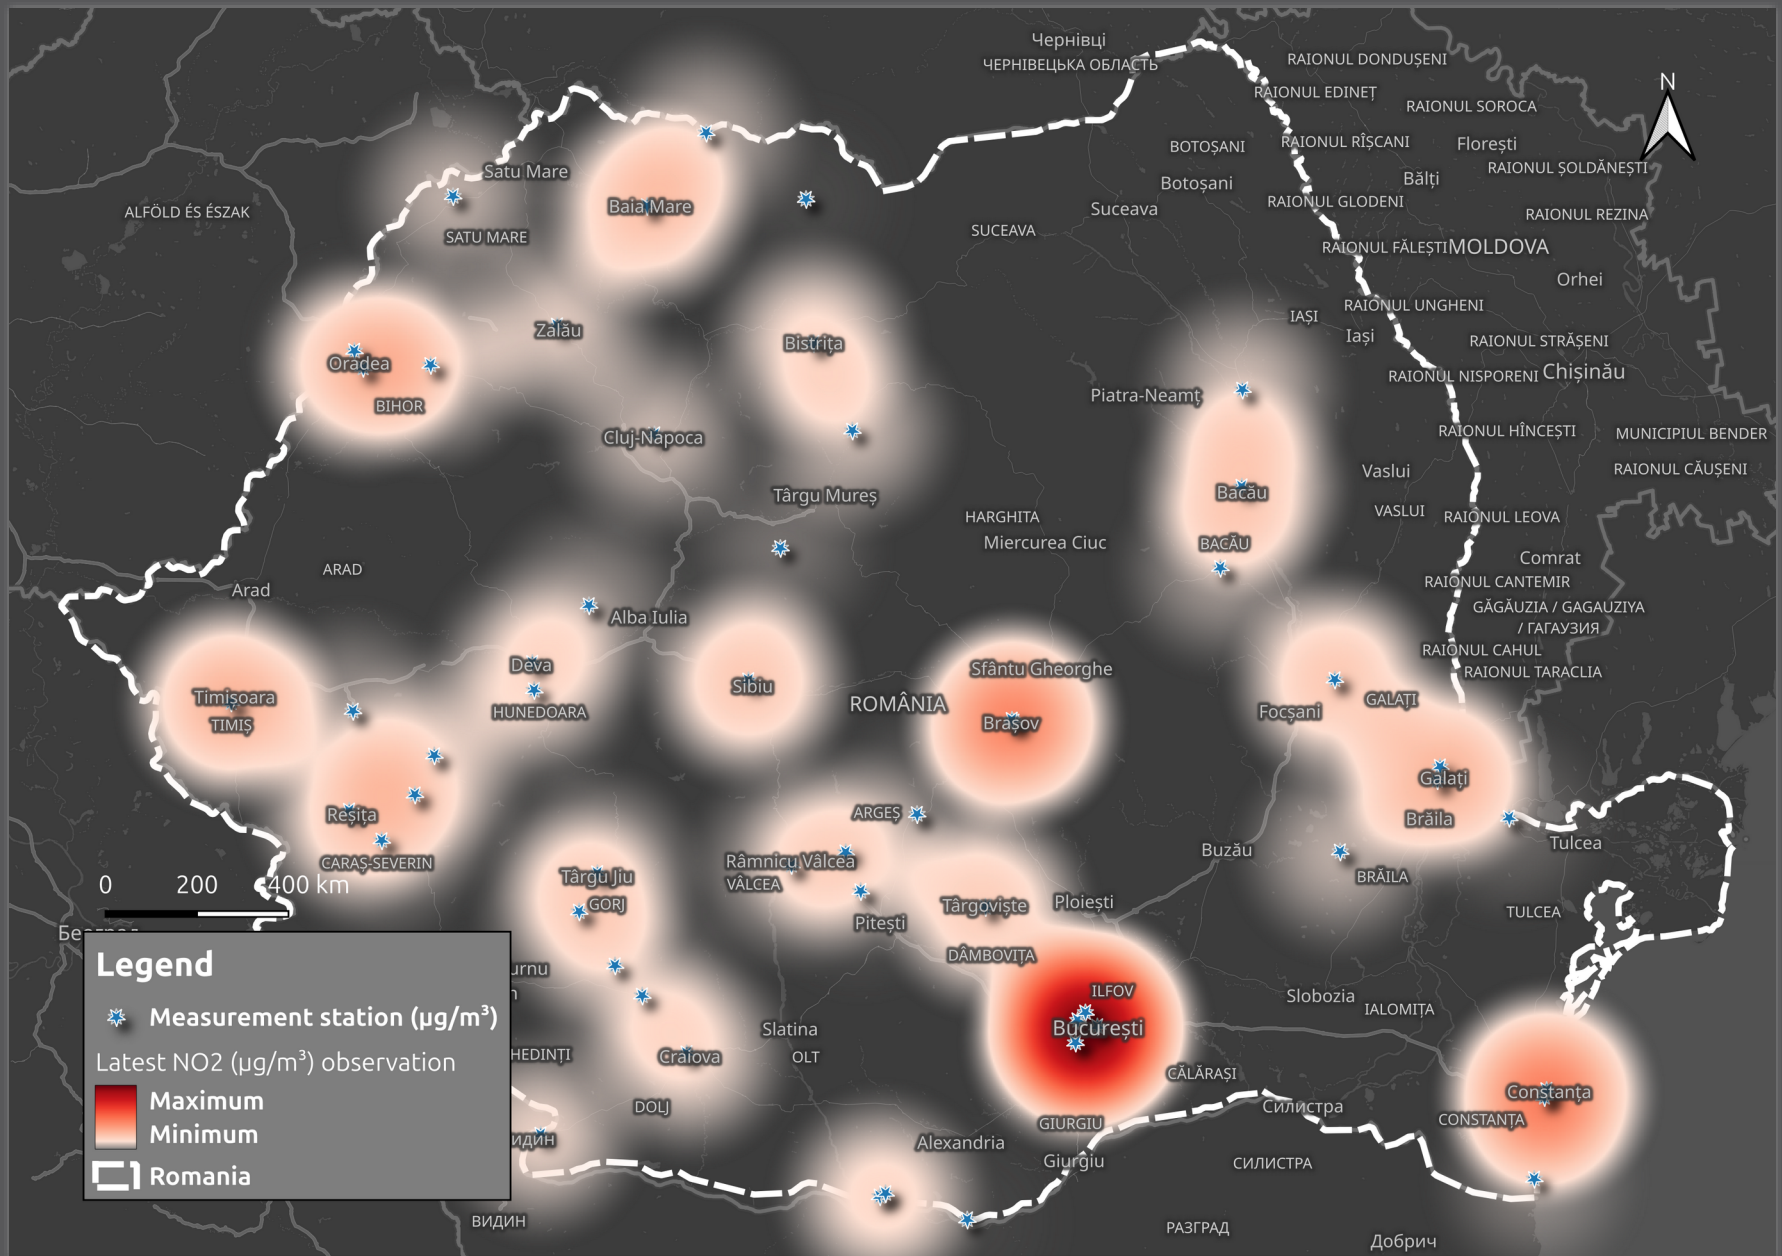 Чернівці
ЧЕРНІВЕЦЬКА ОБЛАСТЬ
RAIONUL DONDUȘENI
N
RAIONUL EDINEȚ
RAIONUL SOROCA
BOTOȘANI
RAIONUL RÎȘCANI
Florești
RAIONUL ȘOLDĂNEȘTI
Satu Mare
Botoșani
Bălți
ALFÖLD ÉS ÉSZAK
Baia Mare
Suceava
RAIONUL GLODENI
RAIONUL REZINA
SATU MARE
SUCEAVA
RAIONUL FĂLEȘTI
MOLDOVA
Orhei
RAIONUL UNGHENI
IAȘI
Zalău
Bistrița
Iași
RAIONUL STRĂȘENI
Oradea
RAIONUL NISPORENI
Chișinău
BIHOR
Piatra-Neamț
Cluj-Napoca
RAIONUL HÎNCEȘTI
MUNICIPIUL BENDER
Vaslui
RAIONUL CĂUȘENI
Târgu Mureș
Bacău
HARGHITA
VASLUI
RAIONUL LEOVA
Miercurea Ciuc
BACĂU
Comrat
ARAD
Arad
RAIONUL CANTEMIR
GĂGĂUZIA / GAGAUZIYA
/ ГАГАУЗИЯ
Alba Iulia
RAIONUL CAHUL
Deva
Sfântu Gheorghe
RAIONUL TARACLIA
Timișoara
Sibiu
ROMÂNIA
GALAȚI
TIMIȘ
HUNEDOARA
Brașov
Focșani
Galați
Reșița
ARGEȘ
Brăila
CARAȘ-SEVERIN
Râmnicu Vâlcea
Buzău
Tulcea
0 200 400 km
Târgu Jiu
VÂLCEA
BRĂILA
GORJ
Târgoviște
Ploiești
TULCEA
Pitești
Београд
DÂMBOVIȚA
Legend
urnu
ILFOV
Slobozia
n
IALOMIȚA
Measurement station (µg/m³)
Slatina
București
Latest NO2 (µg/m³) observation
HEDINȚI
Craiova
OLT
CĂLĂRAȘI
Constanța
Maximum
DOLJ
Силистра
Minimum
ИДИН
Alexandria
GIURGIU
CONSTANȚA
Romania
Giurgiu
СИЛИСТРА
ВИДИН
РАЗГРАД
Добрич